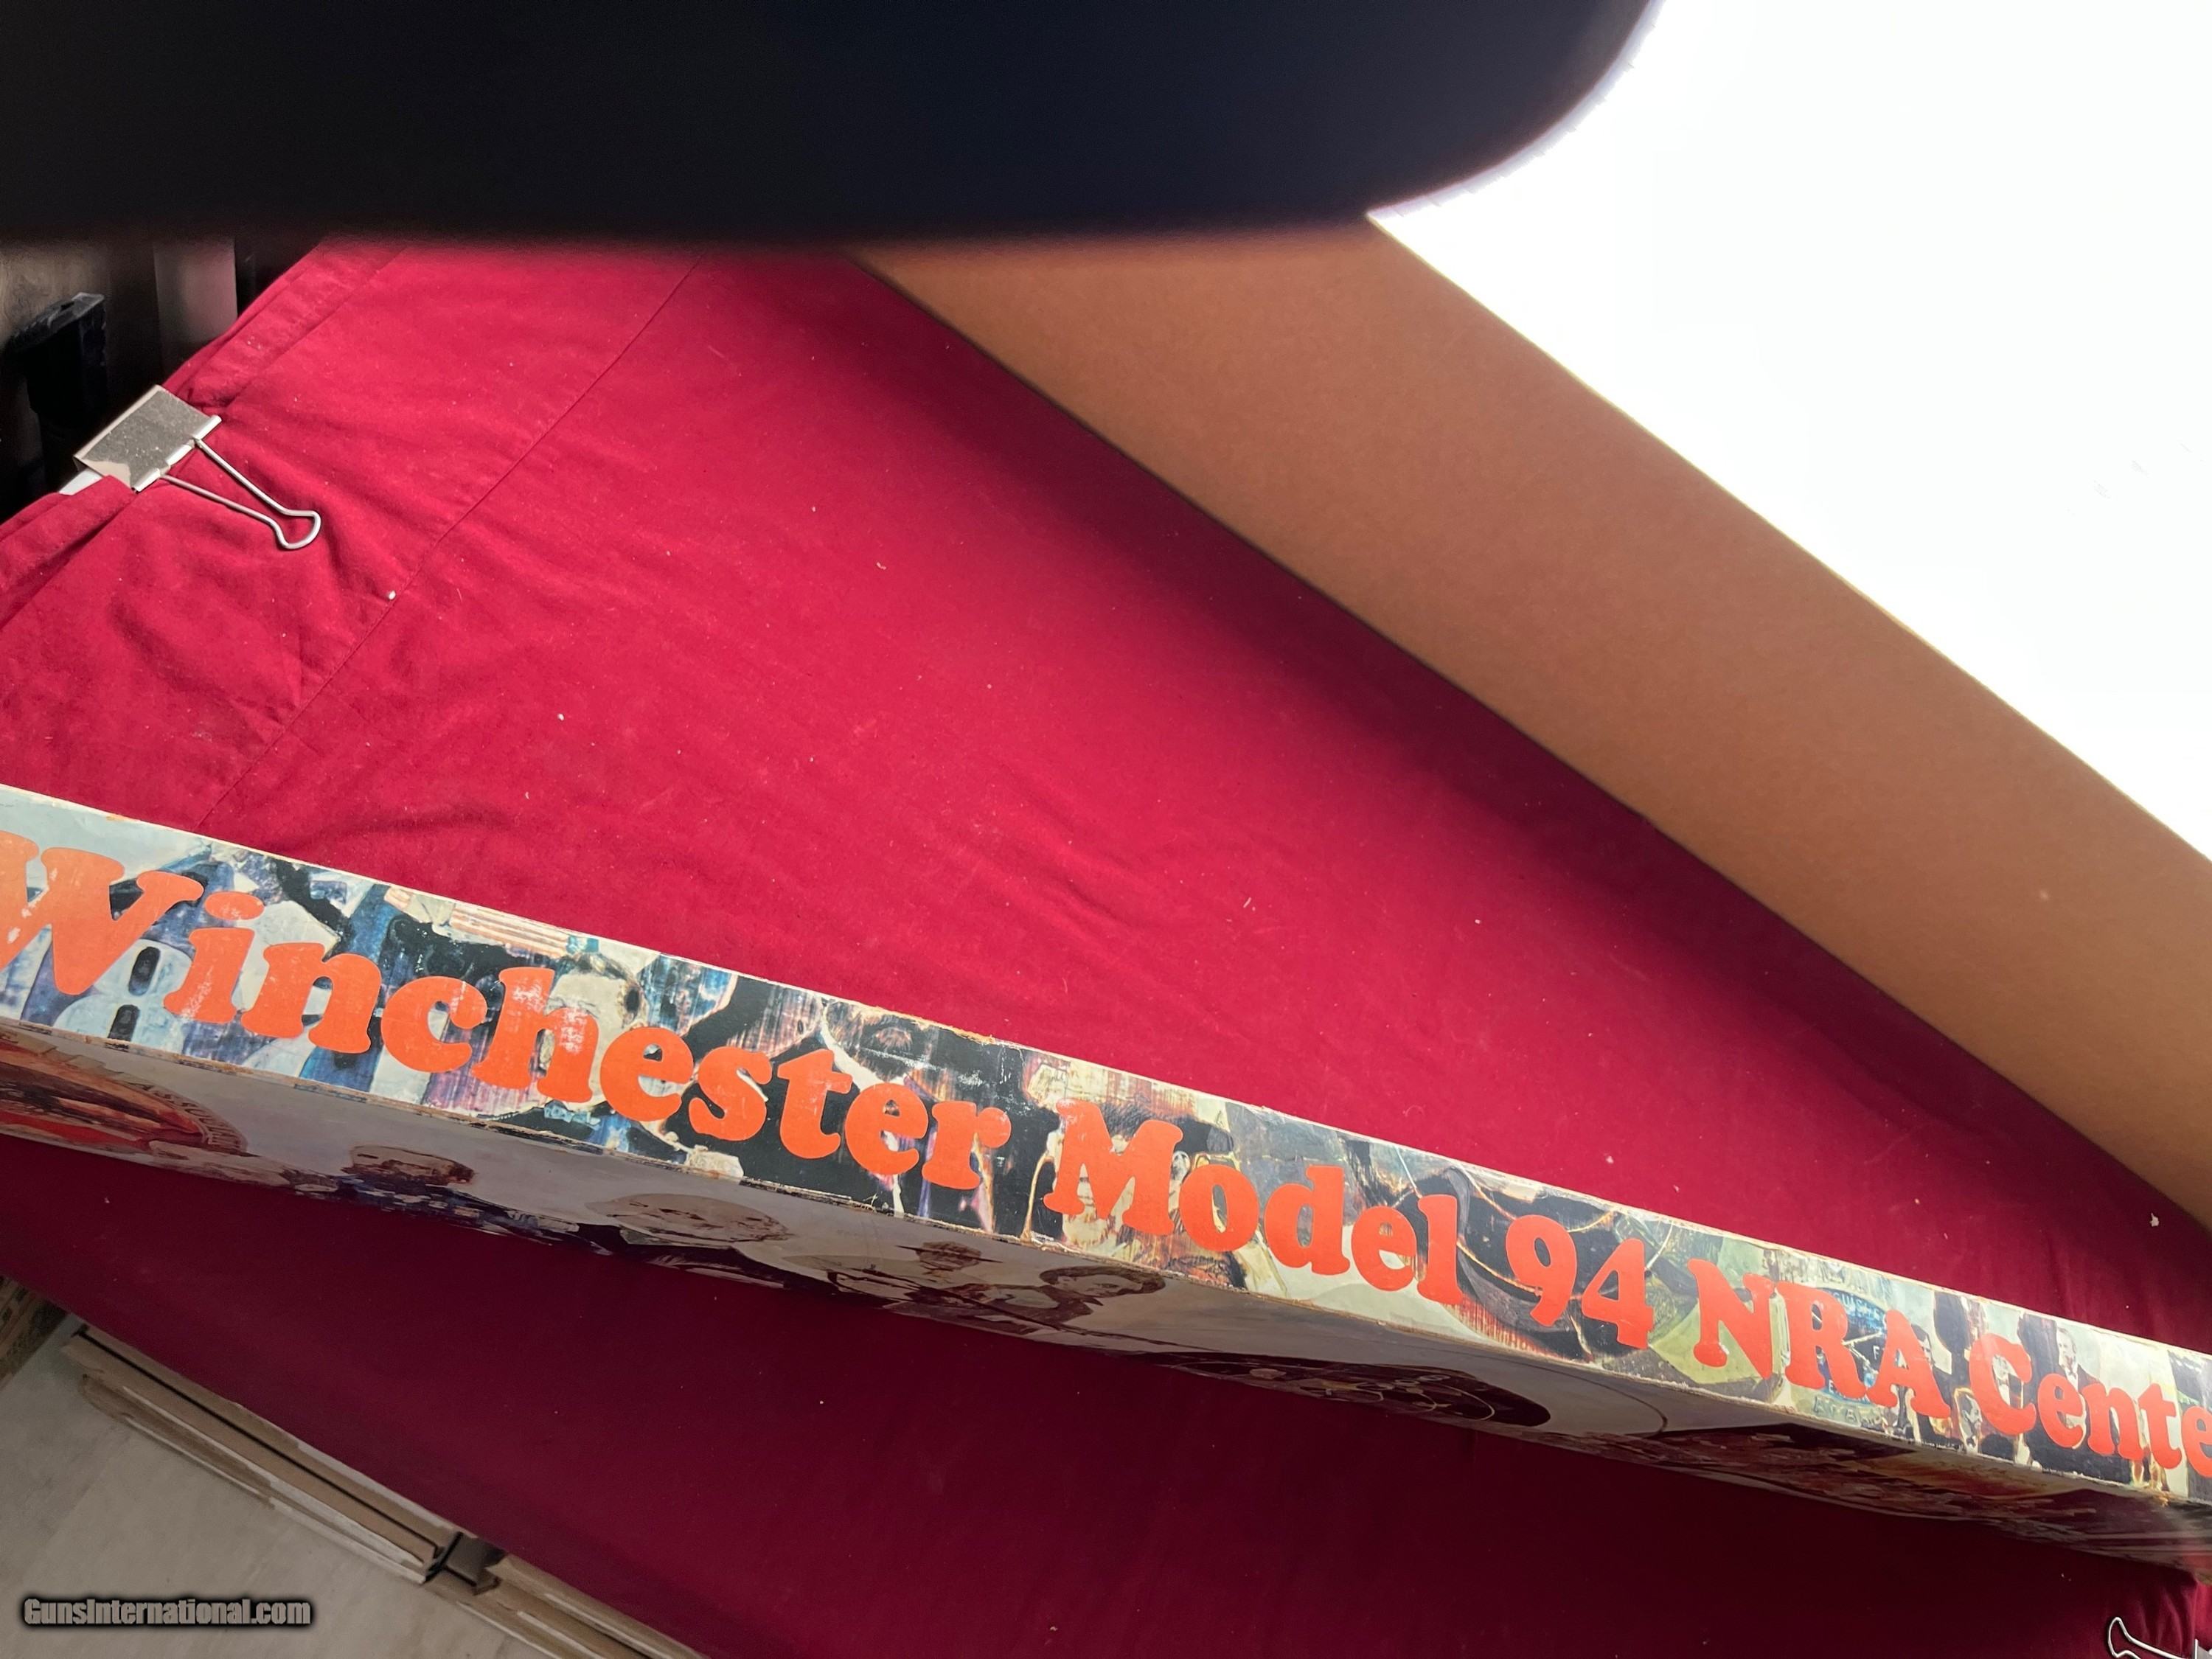 Winchester Model 94 NRA Cente
GunsInternational.com